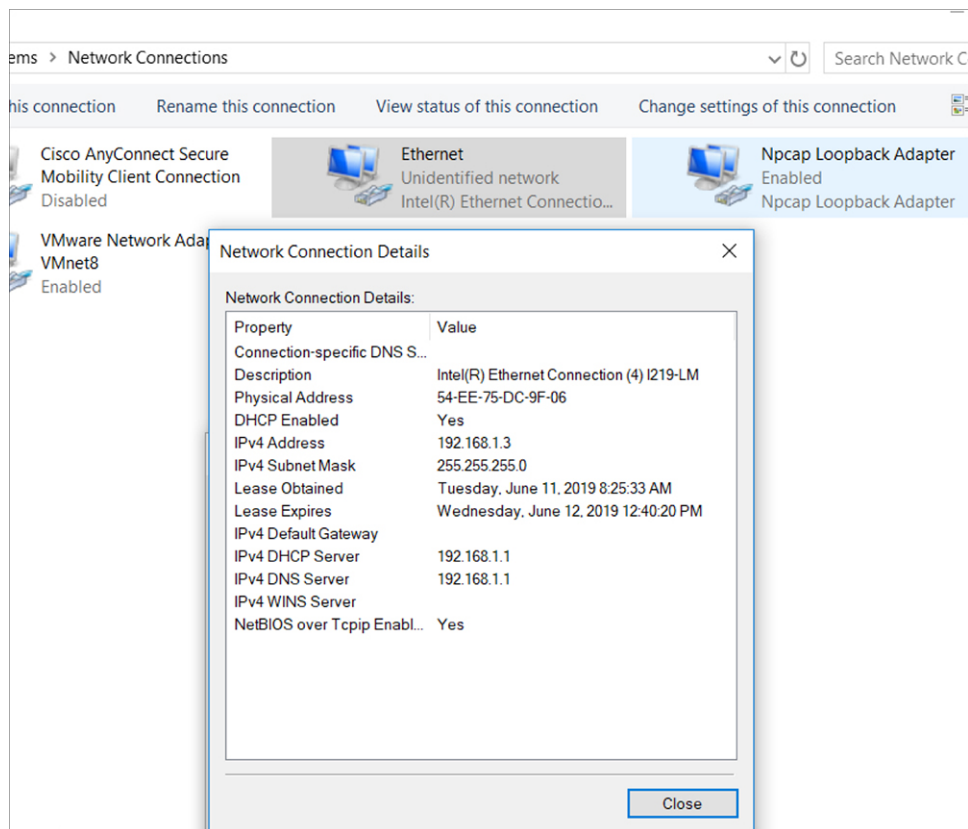 ems > Network Connections
Search Network C
his connection Rename this connection View status of this connection Change settings of this connection
Cisco AnyConnect Secure
Mobility Client Connection
Disabled
Ethernet
Unidentified network
Intel(R) Ethernet Connectio...
Npcap Loopback Adapter
Enabled
Npcap Loopback Adapter
VMware Network Adap
VMnet8
Enabled
Network Connection Details
Network Connection Details:
Property Value
Connection-specific DNS S...
Description Intel(R) Ethernet Connection (4) I219-LM
Physical Address 54-EE-75-DC-9F-06
DHCP Enabled Yes
IPv4 Address 192.168.1.3
IPv4 Subnet Mask 255.255.255.0
Lease Obtained Tuesday, June 11, 2019 8:25:33 AM
Lease Expires Wednesday, June 12, 2019 12:40:20 PM
IPv4 Default Gateway
IPv4 DHCP Server 192.168.1.1
IPv4 DNS Server 192.168.1.1
IPv4 WINS Server
NetBIOS over Tcpip Enabl... Yes
Close